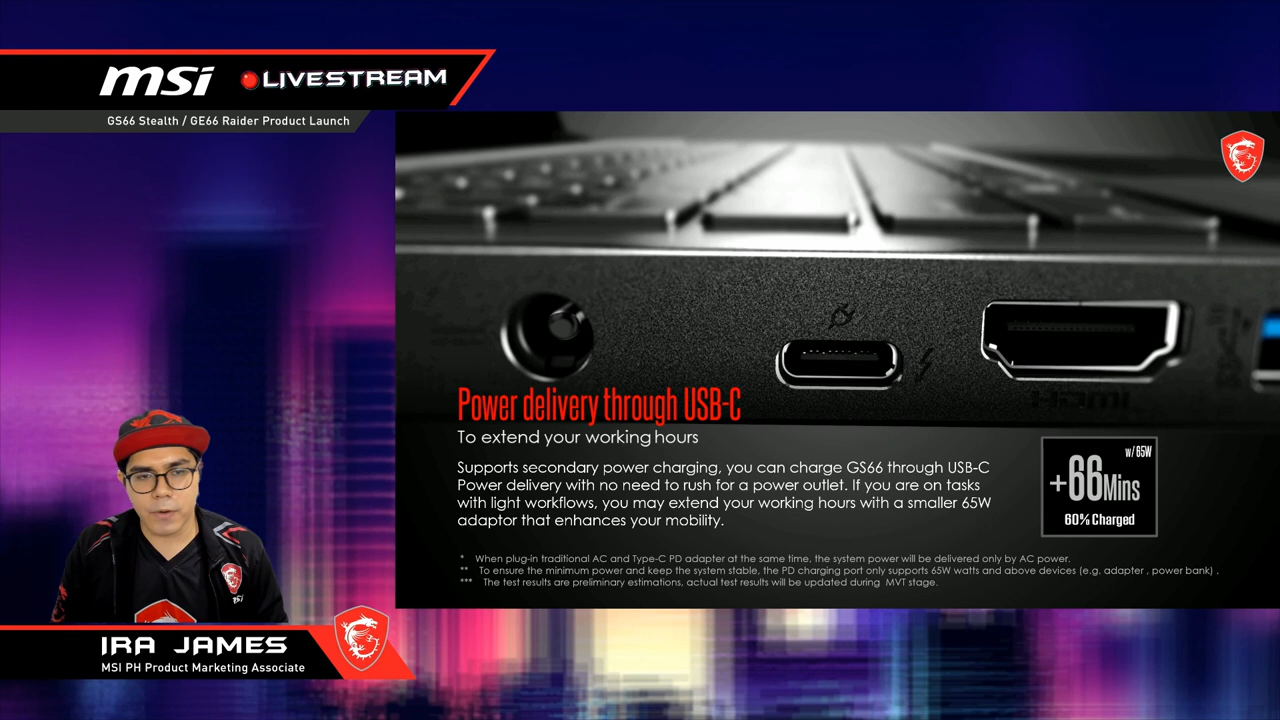 msi LIVESTREAM
GS66 Stealth / GE66 Raider Product Launch
HDMI
Power delivery through USB-C
To extend your working hours
Supports secondary power charging, you can charge GS66 through USB-C
Power delivery with no need to rush for a power outlet. If you are on tasks
with light workflows, you may extend your working hours with a smaller 65W
adaptor that enhances your mobility.
w/ 65W
+66Mins
60% Charged
* When plug-in traditional AC and Type-C PD adapter at the same time, the system power will be delivered only by AC power.
** To ensure the minimum power and keep the system stable, the PD charging port only supports 65W watts and above devices (e.g. adapter , power bank) .
*** The test results are preliminary estimations, actual test results will be updated during MVT stage.
msi
IRA JAMES
MSI PH Product Marketing Associate